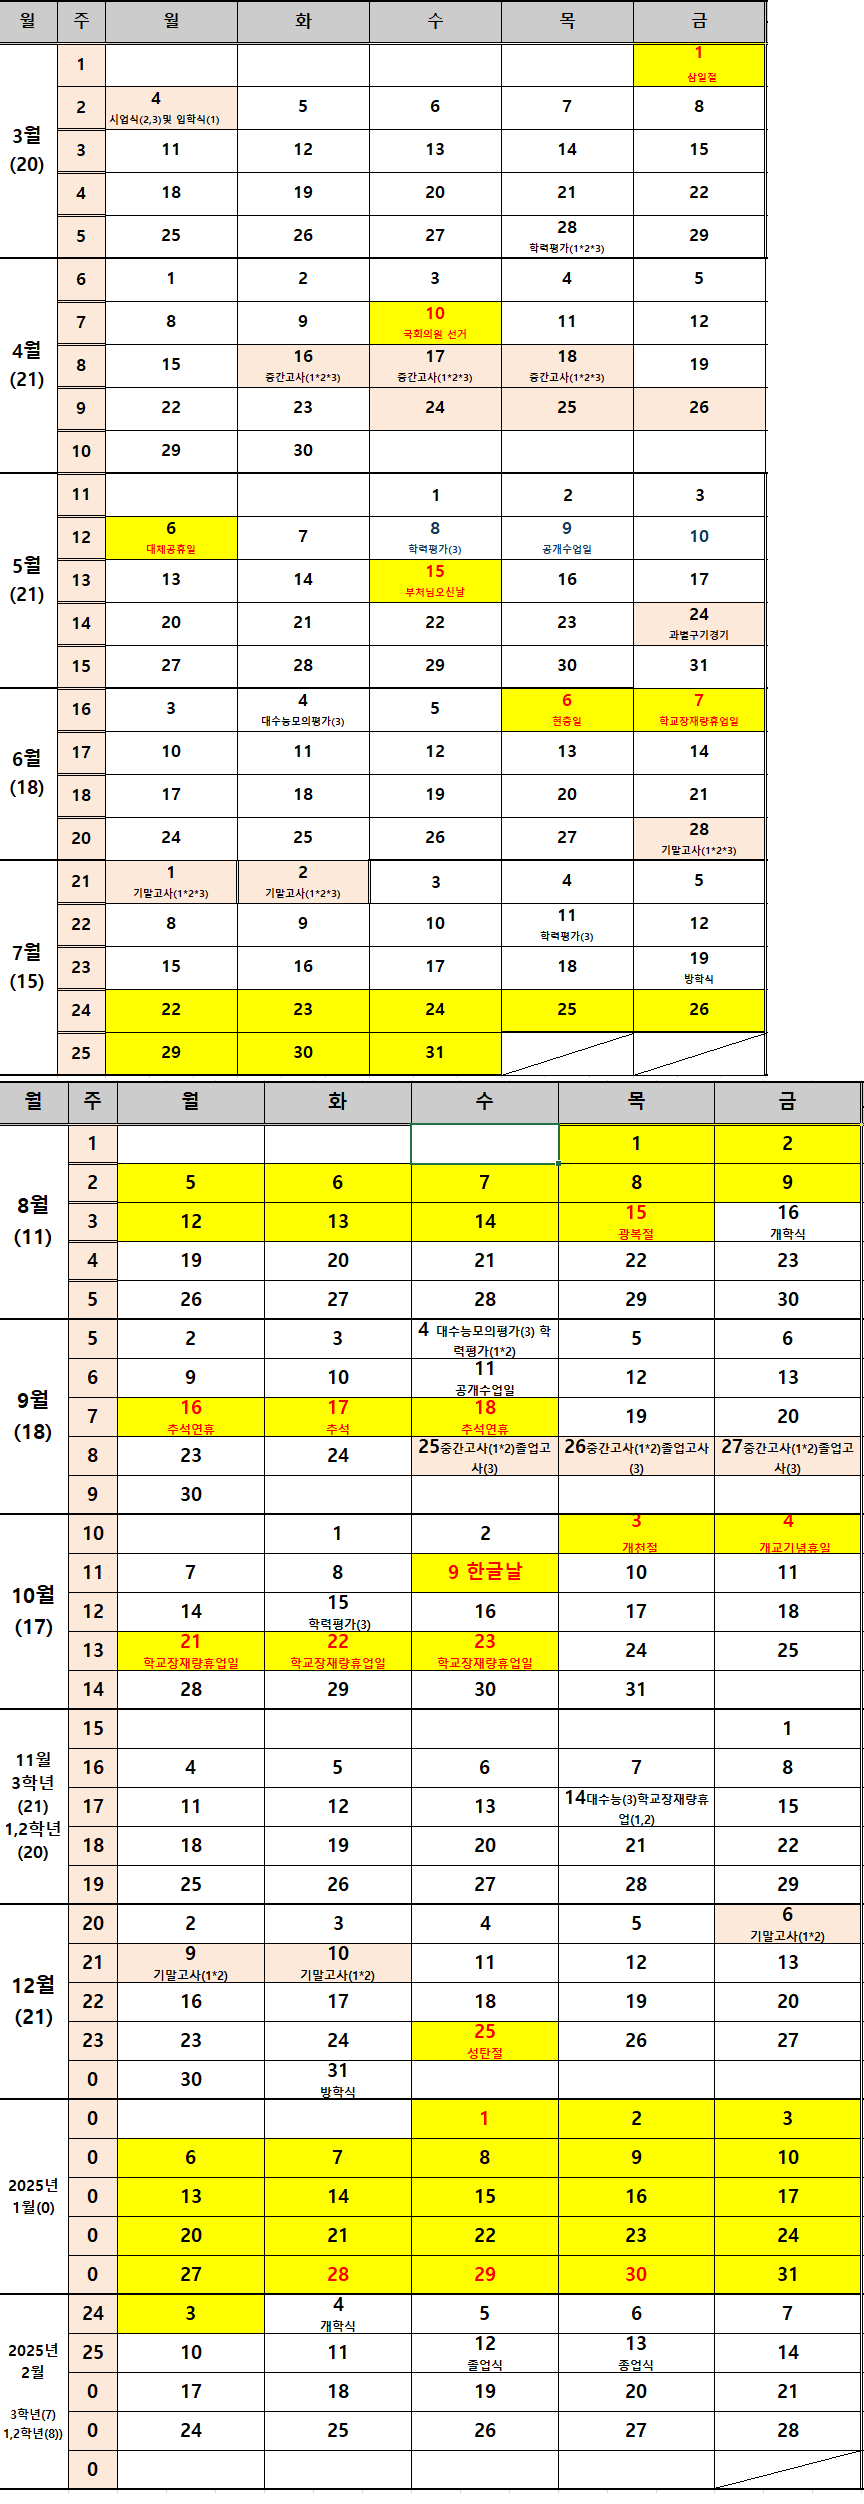 월 주 월 화 수 목 금
1 1
삼일절
2 4 5 6 7 8
시업식(2,3)및 입학식(1)
3월
(20)
3 11 12 13 14 15
4 18 19 20 21 22
5 25 26 27 28 29
학력평가(1*2*3)
6 1 2 3 4 5
7 8 9 10 11 12
국회의원 선거
4월
(21)
8 15 16 17 18 19
중간고사(1*2*3) 중간고사(1*2*3) 중간고사(1*2*3)
9 22 23 24 25 26
10 29 30
11 1 2 3
12 6 7 8 9 10
대체공휴일 학력평가(3) 공개수업일
5월
(21)
13 13 14 15 16 17
부처님오신날
14 20 21 22 23 24
과별구기경기
15 27 28 29 30 31
16 3 4 5 6 7
대수능모의평가(3) 현충일 학교장재량휴업일
6월
(18)
17 10 11 12 13 14
18 17 18 19 20 21
20 24 25 26 27 28
기말고사(1*2*3)
21 1 2 3 4 5
기말고사(1*2*3) 기말고사(1*2*3)
22 8 9 10 11 12
학력평가(3)
7월
(15)
23 15 16 17 18 19
방학식
24 22 23 24 25 26
25 29 30 31
월 주 월 화 수 목 금
1 1 2
2 5 6 7 8 9
8월
(11)
3 12 13 14 15 16
광복절 개학식
4 19 20 21 22 23
5 26 27 28 29 30
5 2 3 4 대수능모의평가(3) 학 5 6
력평가(1*2)
6 9 10 11 12 13
공개수업일
9월
(18)
7 16 17 18 19 20
추석연휴 추석 추석연휴
8 23 24 25중간고사(1*2)졸업고 26중간고사(1*2)졸업고사 27중간고사(1*2)졸업고
사(3) (3) 사(3)
9 30
10 1 2 3 4
개천절 개교기념휴일
11 7 8 9 한글날 10 11
10월
(17)
12 14 15 16 17 18
학력평가(3)
13 21 22 23 24 25
학교장재량휴업일 학교장재량휴업일 학교장재량휴업일
14 28 29 30 31
15 1
16 4 5 6 7 8
11월
3학년
(21)
1,2학년
(20)
17 11 12 13 14대수능(3)학교장재량휴 15
업(1,2)
18 18 19 20 21 22
19 25 26 27 28 29
20 2 3 4 5 6
기말고사(1*2)
21 9 10 11 12 13
기말고사(1*2) 기말고사(1*2)
12월
(21)
22 16 17 18 19 20
23 23 24 25 26 27
성탄절
0 30 31
방학식
0 1 2 3
0 6 7 8 9 10
2025년
1월(0)
0 13 14 15 16 17
0 20 21 22 23 24
0 27 28 29 30 31
24 3 4 5 6 7
개학식
25 10 11 12 13 14
졸업식 종업식
2025년
2월
3학년(7)
1,2학년(8))
0 17 18 19 20 21
0 24 25 26 27 28
0